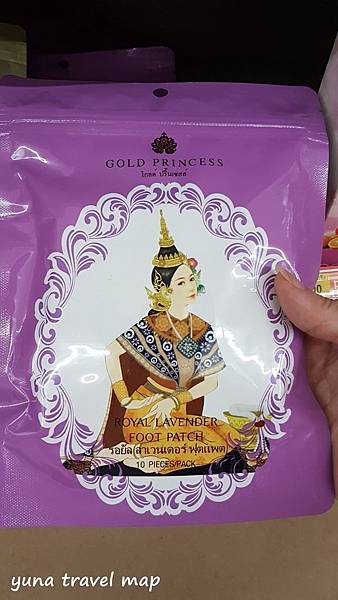 GOLD PRINCESS
โกลด์ ปริ๊นเซสส์
ROYAL LAVENDER
FOOT PATCH
รอยัล ลาเวนเดอร์ ฟุตแพต
10 PIECES/PACK
yuna travel map